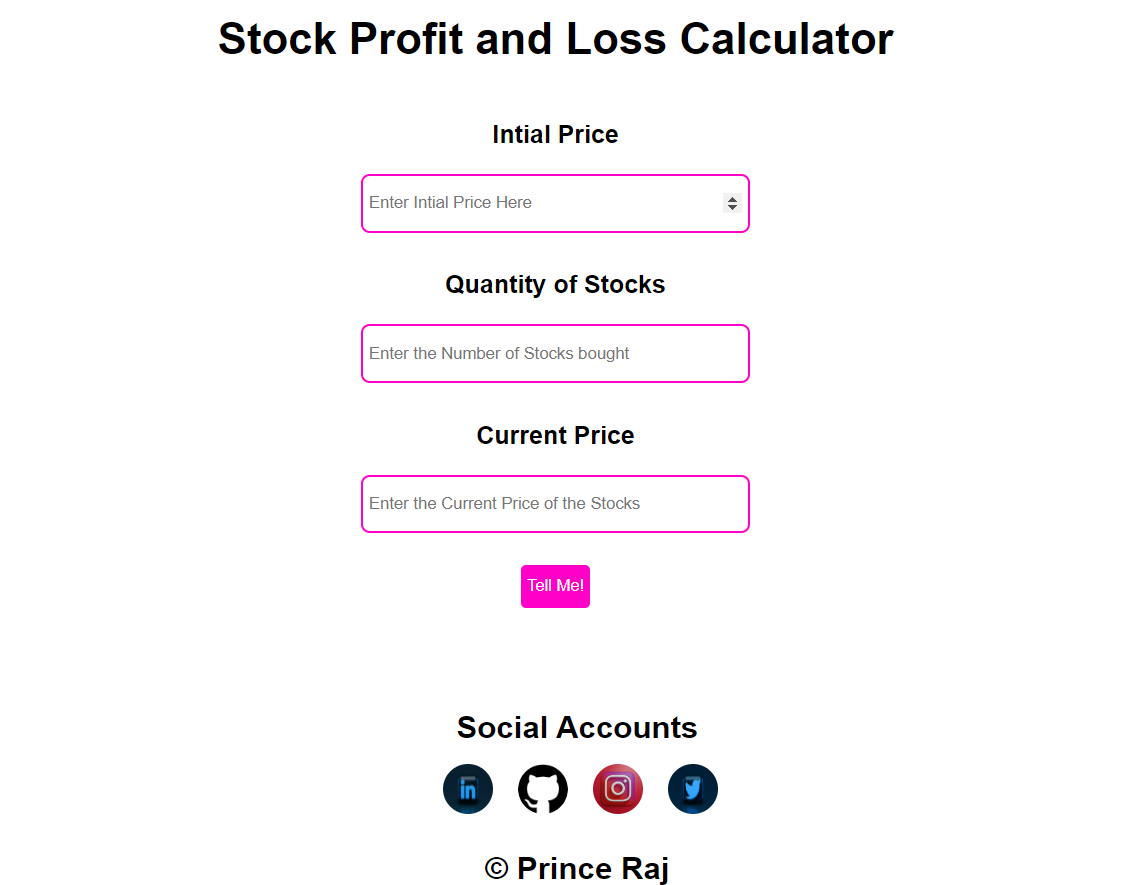 Stock Profit and Loss Calculator
Intial Price
Enter Intial Price Here
Quantity of Stocks
Enter the Number of Stocks bought
Current Price
Enter the Current Price of the Stocks
Tell Me!
Social Accounts
in
© Prince Raj